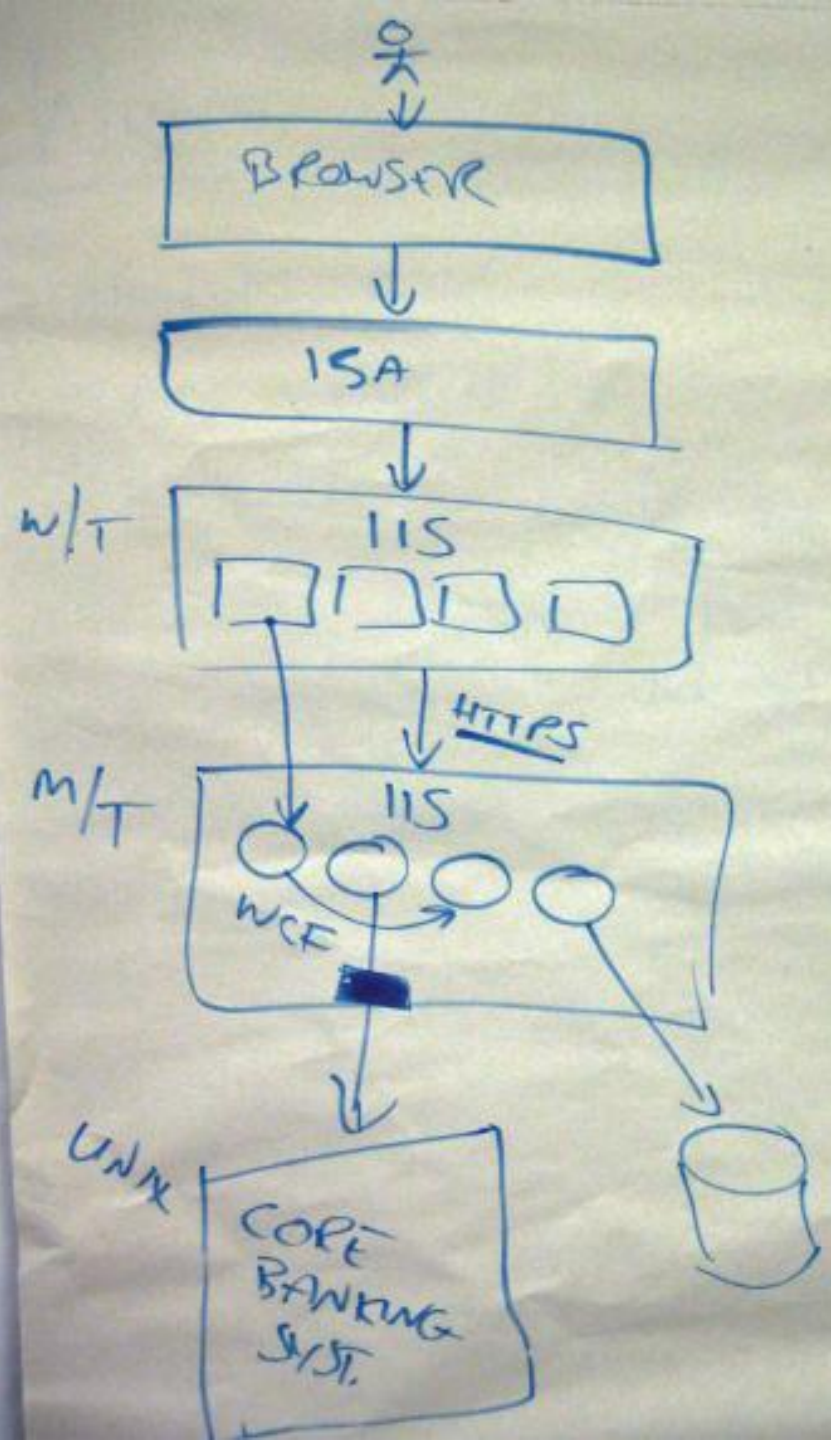 BROWSER
ISA
W/T
IIS
HTTPS
M/T
IIS
WCF
UNIX
CORE
BANKING
SYST.